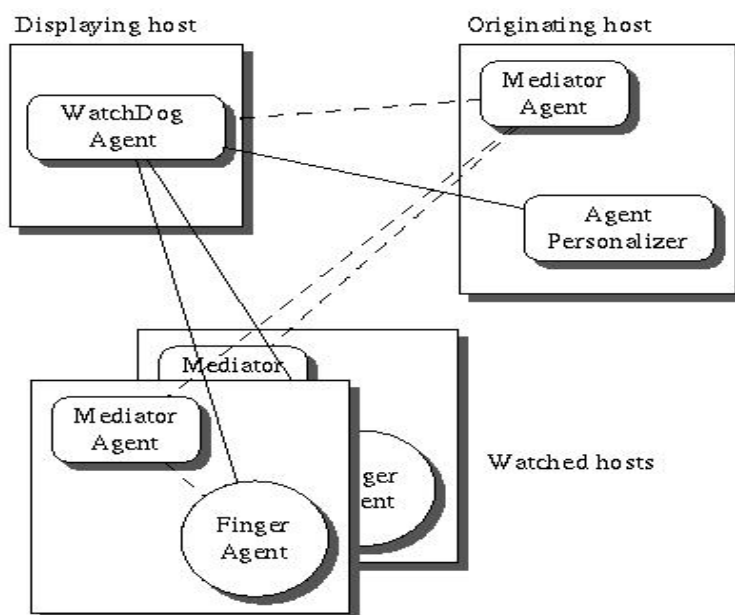 Displaying host
Originating host
WatchDog
Agent
Mediator
Agent
Agent
Personalizer
Mediator
Mediator
Agent
Watched hosts
Finger
Agent